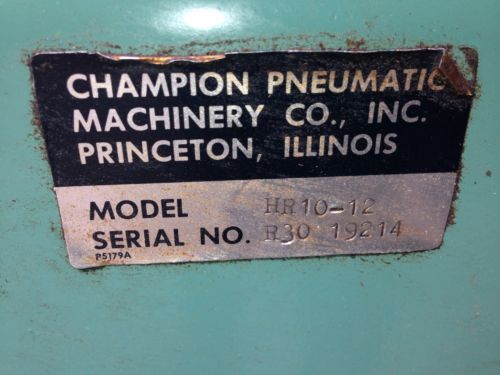 CHAMPION PNEUMATIC
MACHINERY CO., INC.
PRINCETON, ILLINOIS
MODEL HR10-12
SERIAL NO. R30 19214
P5179A